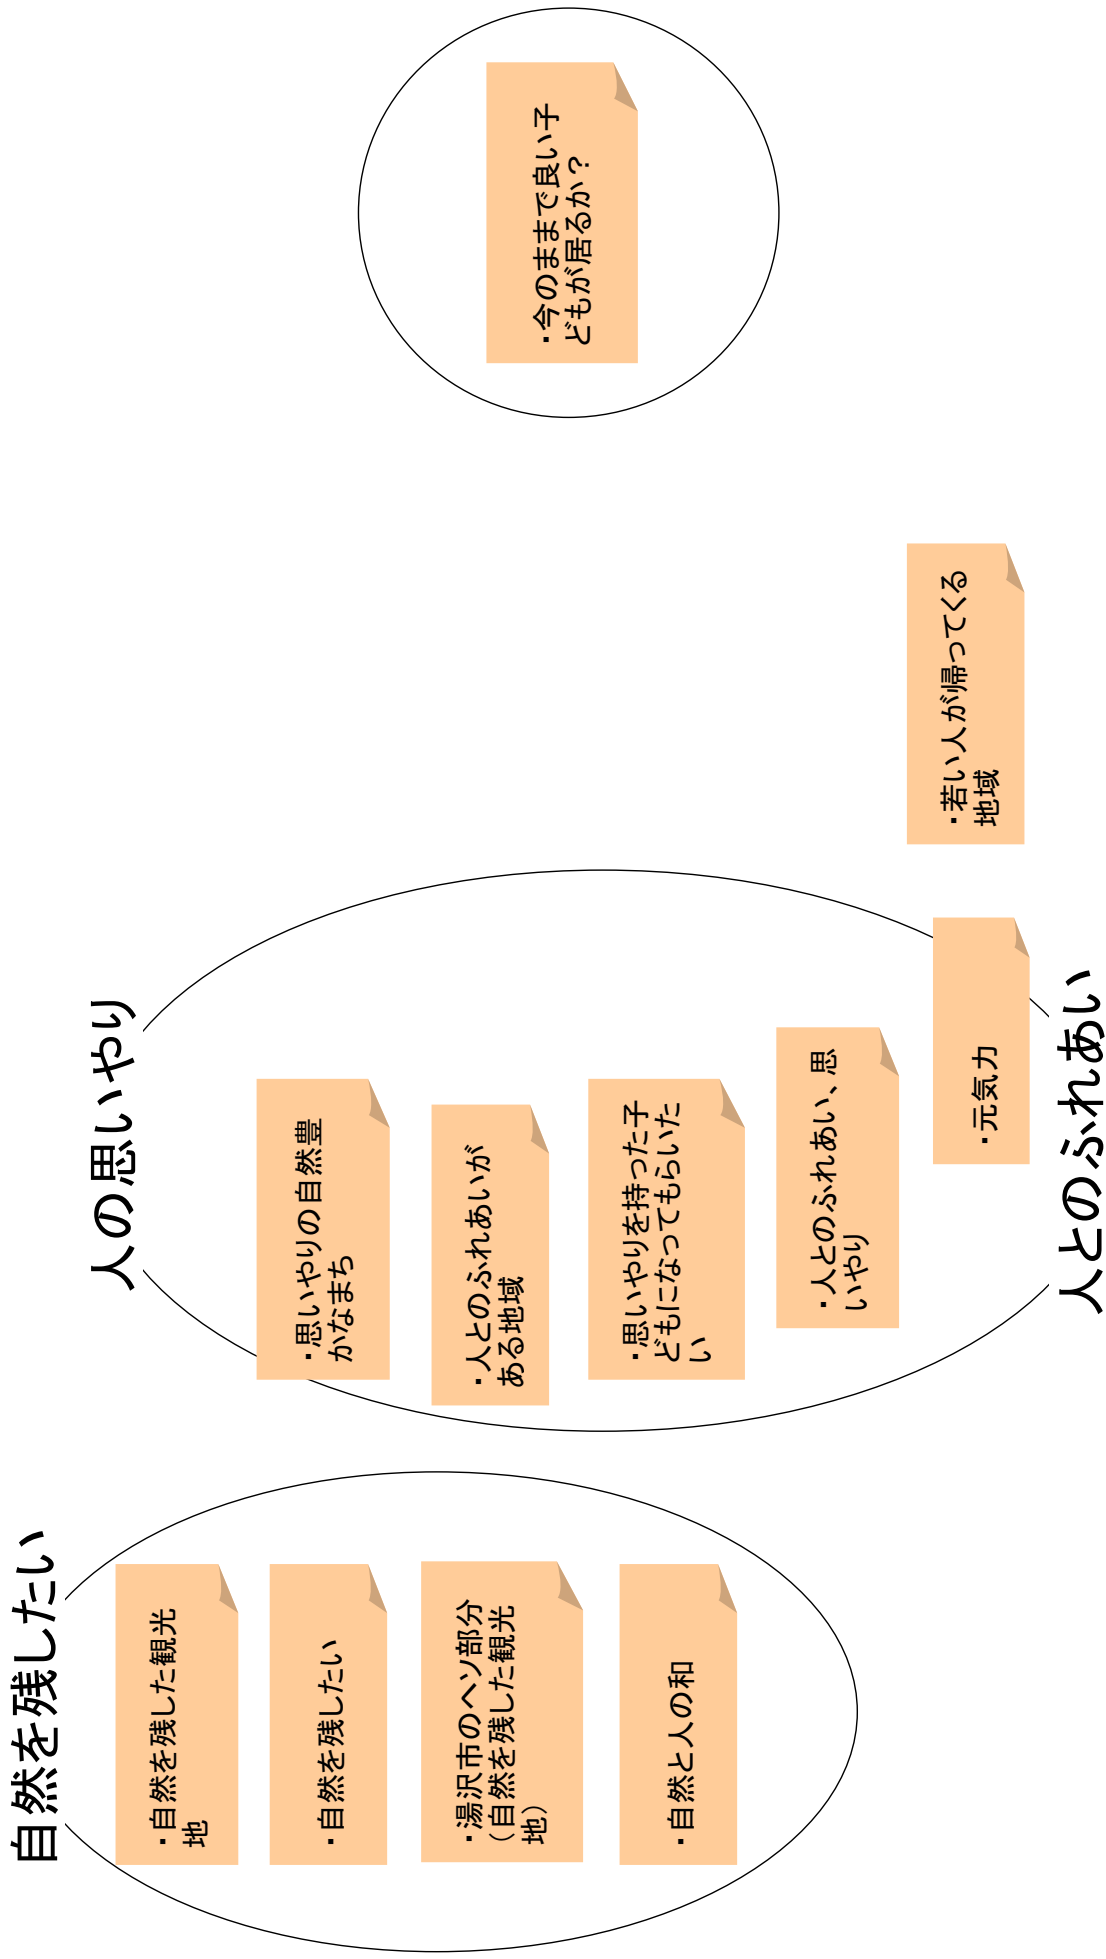 自然を残したい
・自然を残した観光
地
・自然を残したい
・湯沢市のヘソ部分
（自然を残した観光
地）
・自然と人の和
人の思いやり
・思いやりの自然豊
かなまち
・人とのふれあいが
ある地域
・思いやりを持った子
どもになってもらいた
い
・人とのふれあい、思
いやり
・元気力
人とのふれあい
・若い人が帰ってくる
地域
・今のままで良い子
どもが居るか？